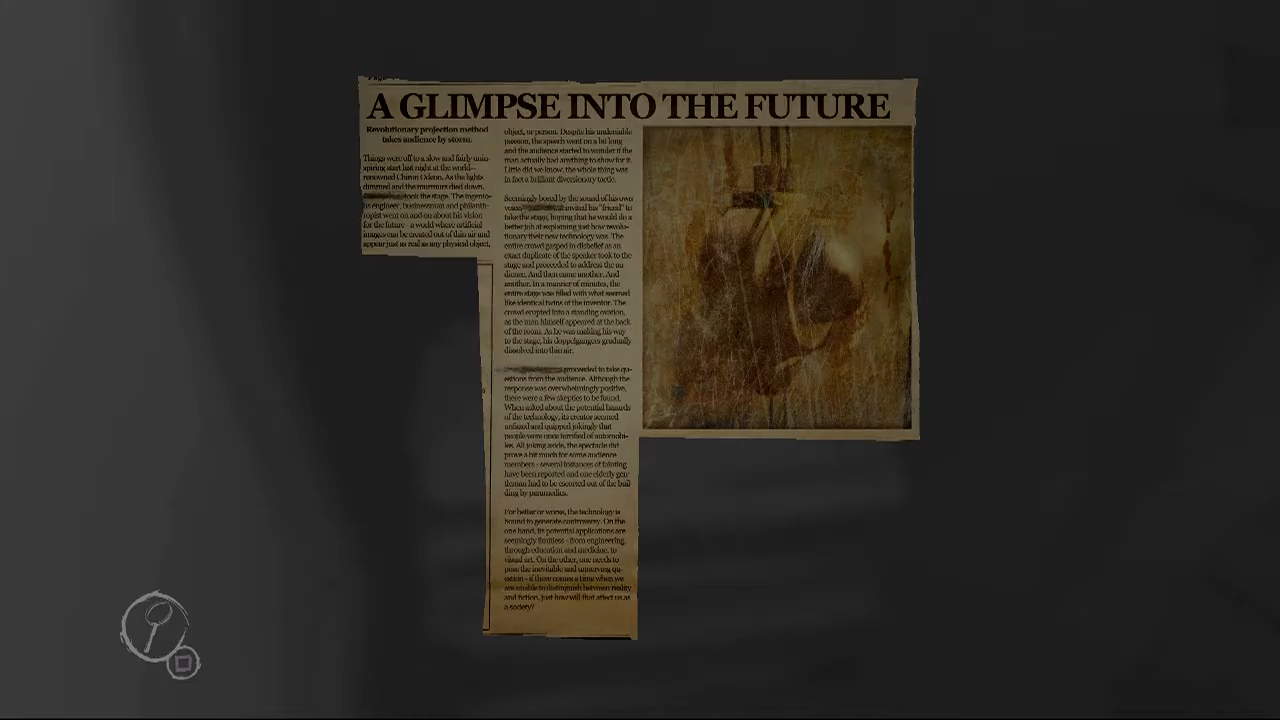 A GLIMPSE INTO THE FUTURE
Revolutionary projection method
takes audience by storm.
Things were off to a slow and fairly unin-
spiring start last night at the world-
renowned Chiron Odeon. As the lights
dimmed and the murmurs died down,
took the stage. The ingenio-
us engineer, businessman and philanth-
ropist went on and on about his vision
for the future - a world where artificial
images can be created out of thin air and
appear just as real as any physical object,
object, or person. Despite his undeniable
passion, the speech went on a bit long
and the audience started to wonder if the
man actually had anything to show for it.
Little did we know, the whole thing was
in fact a brilliant diversionary tactic.
Seemingly bored by the sound of his own
voice, invited his "friend" to
take the stage, hoping that he would do a
better job at explaining just how revolu-
tionary their new technology was. The
entire crowd gasped in disbelief as an
exact duplicate of the speaker took to the
stage and proceeded to address the au-
dience. And then came another. And
another. In a manner of minutes, the
entire stage was filled with what seemed
like identical twins of the inventor. The
crowd erupted into a standing ovation,
as the man himself appeared at the back
of the room. As he was making his way
to the stage, his doppelgangers gradually
dissolved into thin air.
proceeded to take qu-
estions from the audience. Although the
response was overwhelmingly positive,
there were a few skeptics to be found.
When asked about the potential hazards
of the technology, its creator seemed
unfazed and quipped jokingly that
people were once terrified of automobi-
les. All joking aside, the spectacle did
prove a bit much for some audience
members - several instances of fainting
have been reported and one elderly gen-
tleman had to be escorted out of the buil
ding by paramedics.
For better or worse, the technology is
bound to generate controversy. On the
one hand, its potential applications are
seemingly limitless - from engineering,
through education and medicine, to
visual art. On the other, one needs to
pose the inevitable and unnerving qu-
estion - if there comes a time when we
are unable to distinguish between reality
and fiction, just how will that affect us as
a society?